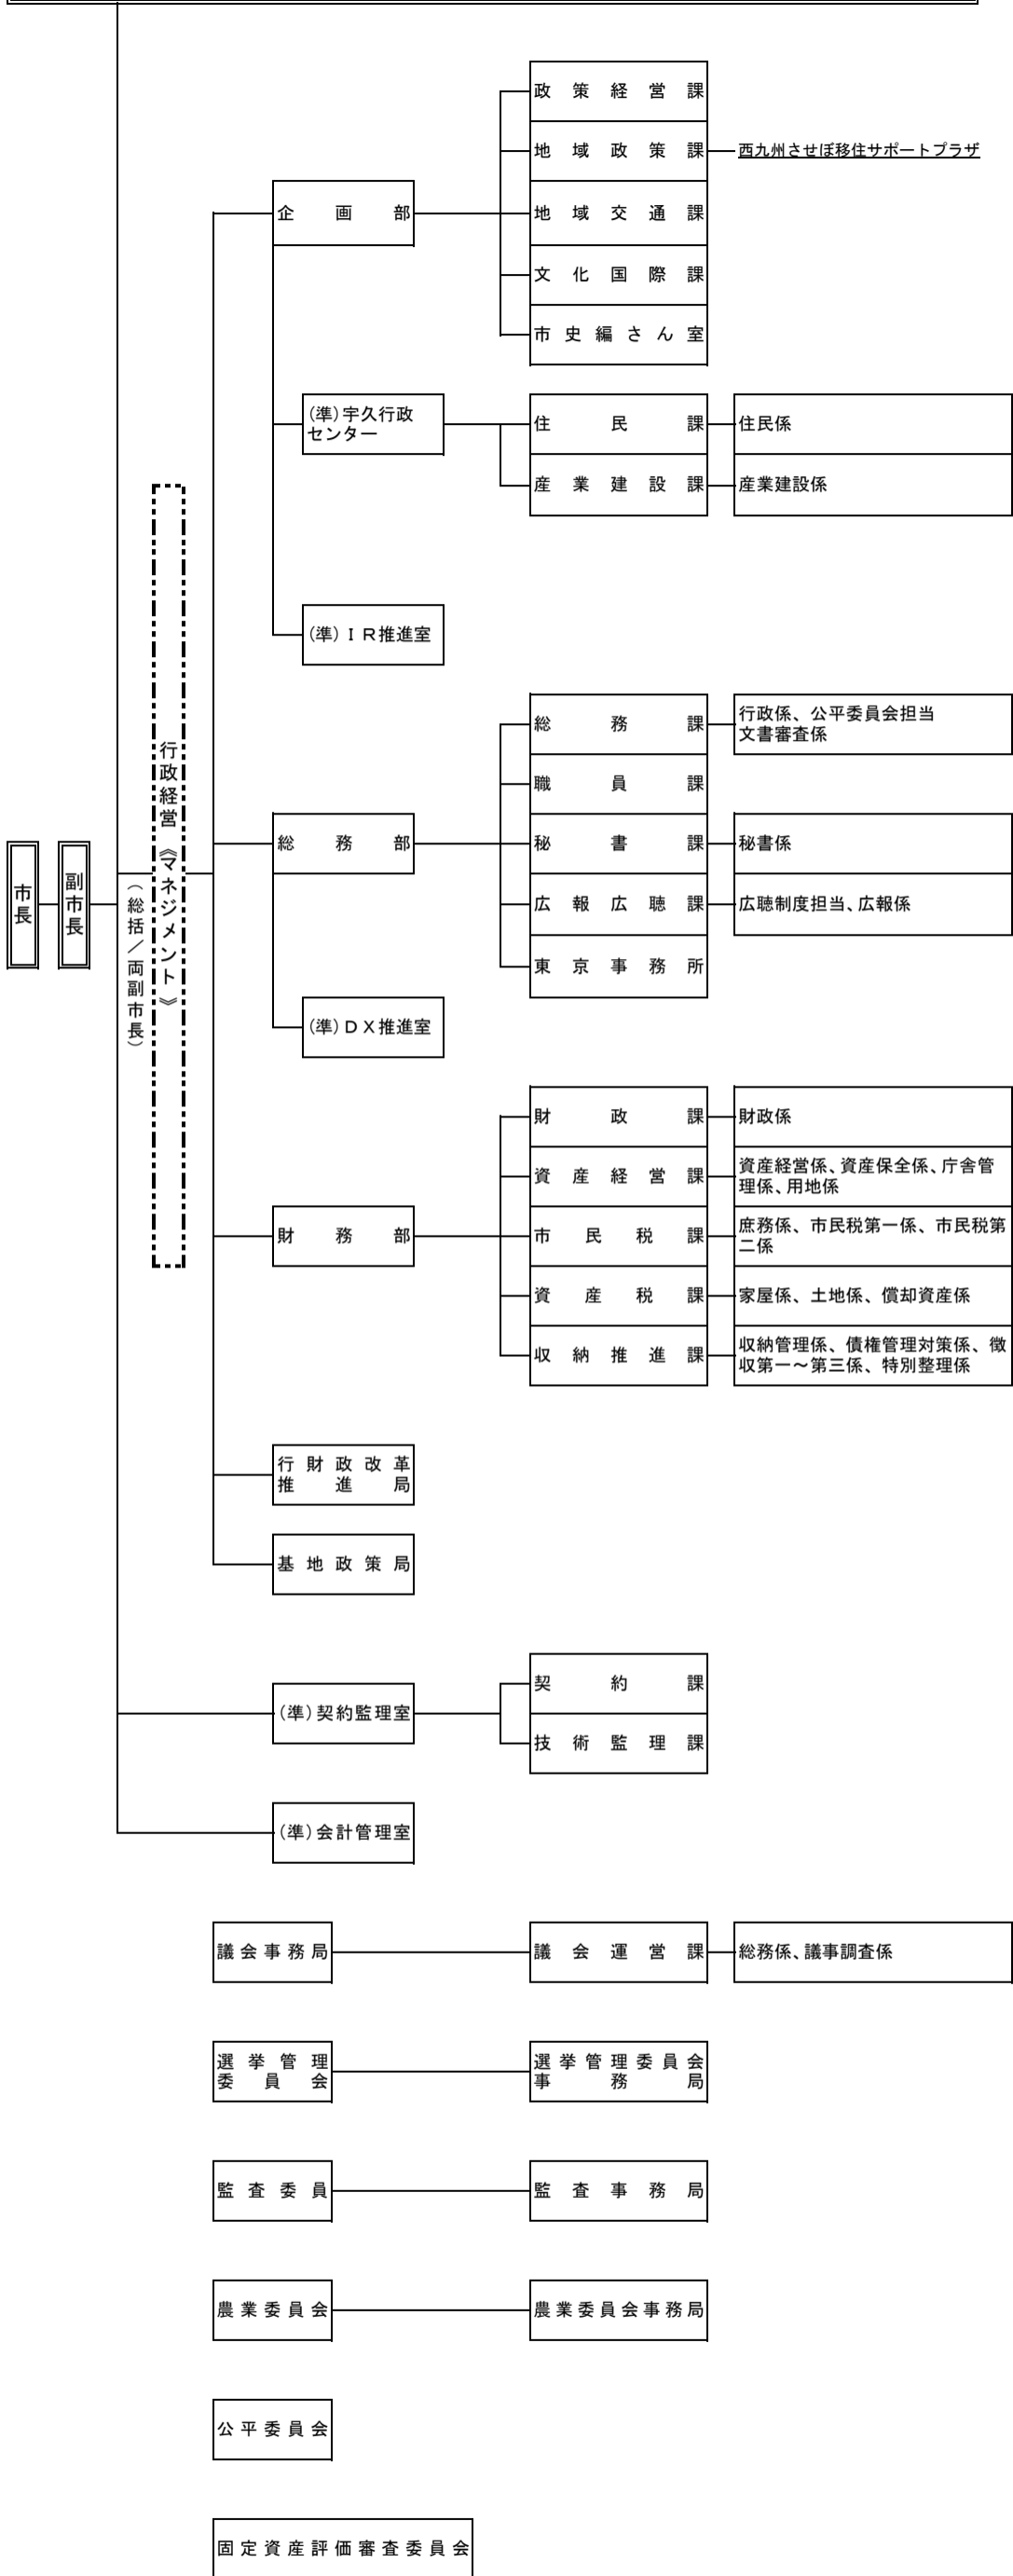 政策経営課
地域政策課
西九州させぼ移住サポートプラザ
企画部
地域交通課
文化国際課
市史編さん室
（準）宇久行政
センター
住民課
住民係
産業建設課
産業建設係
（準）ＩＲ推進室
総務課
行政係、公平委員会担当
文書審査係
職員課
総務部
秘書課
秘書係
広報広聴課
広聴制度担当、広報係
東京事務所
（準）ＤＸ推進室
市長
副市長
（総括／両副市長）
行政経営《マネジメント》
財政課
財政係
資産経営課
資産経営係、資産保全係、庁舎管
理係、用地係
財務部
市民税課
庶務係、市民税第一係、市民税第
二係
資産税課
家屋係、土地係、償却資産係
収納推進課
収納管理係、債権管理対策係、徴
収第一～第三係、特別整理係
行財政改革
推進局
基地政策局
契約課
（準）契約監理室
技術監理課
（準）会計管理室
議会事務局
議会運営課
総務係、議事調査係
選挙管理
委員会
選挙管理委員会
事務局
監査委員
監査事務局
農業委員会
農業委員会事務局
公平委員会
固定資産評価審査委員会